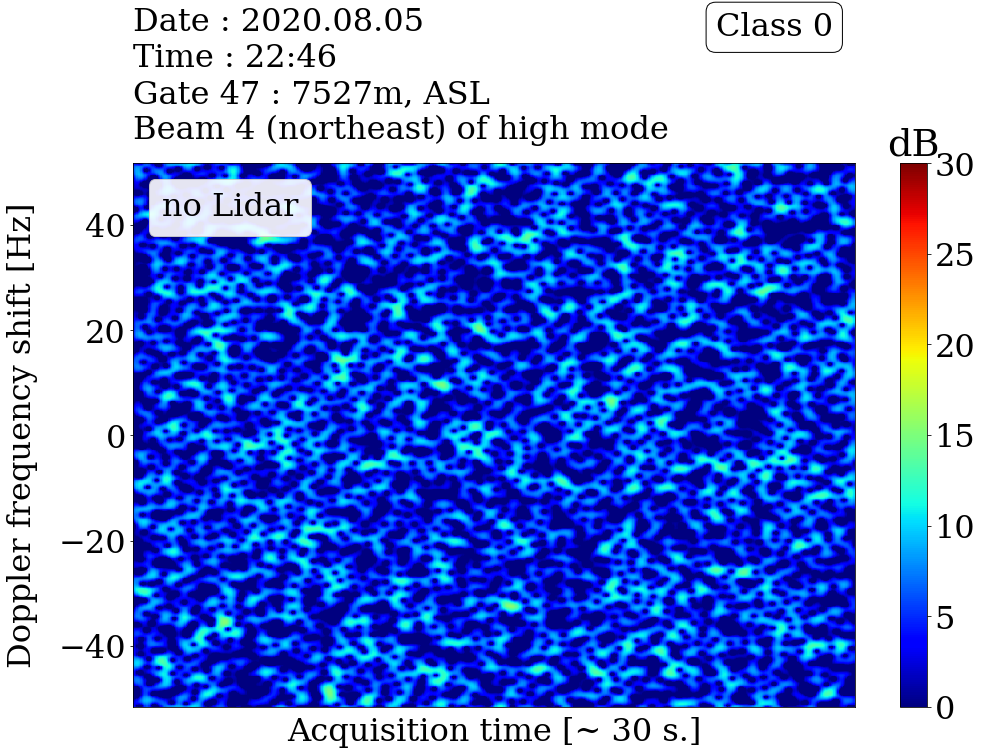 Date : 2020.08.05
Time : 22:46
Gate 47 : 7527m, ASL
Beam 4 (northeast) of high mode
Class 0
dB
no Lidar
Doppler frequency shift [Hz]
40
20
0
−20
−40
Acquisition time [~ 30 s.]
30
25
20
15
10
5
0